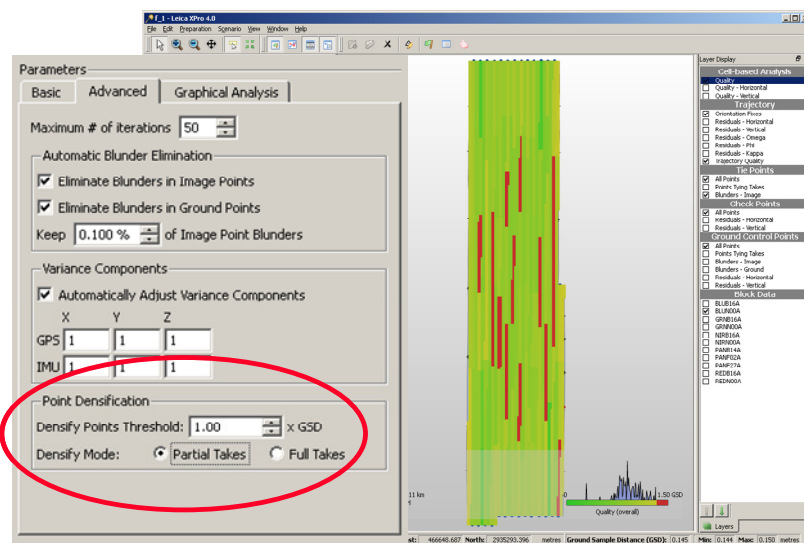 f_1 - Leica XPro 4.0
File Edit Preparation Scenario View Window Help
Parameters
Basic Advanced Graphical Analysis
Maximum # of iterations 50
Automatic Blunder Elimination
Eliminate Blunders in Image Points
Eliminate Blunders in Ground Points
Keep 0.100 % of Image Point Blunders
Variance Components
Automatically Adjust Variance Components
X Y Z
GPS 1 1 1
IMU 1 1 1
Point Densification
Densify Points Threshold: 1.00 x GSD
Densify Mode: Partial Takes Full Takes
11 km
0 1.50 GSD
Quality (overall)
Layer Display
Cell-based Analysis
Quality
Quality - Horizontal
Quality - Vertical
Trajectory
Orientation Fixes
Residuals - Horizontal
Residuals - Vertical
Residuals - Omega
Residuals - Phi
Residuals - Kappa
Trajectory Quality
Tie Points
All Points
Points Tying Takes
Blunders - Image
Check Points
All Points
Residuals - Horizontal
Residuals - Vertical
Ground Control Points
All Points
Points Tying Takes
Blunders - Image
Blunders - Ground
Residuals - Horizontal
Residuals - Vertical
Block Data
BLUB16A
BLUN00A
GRNB16A
GRNN00A
NIRB16A
NIRN00A
PANB14A
PANF02A
PANF27A
REDB16A
REDN00A
Layers
st: 466648.687 North: 2935293.396 metres Ground Sample Distance (GSD): 0.145 Min: 0.144 Max: 0.150 metres